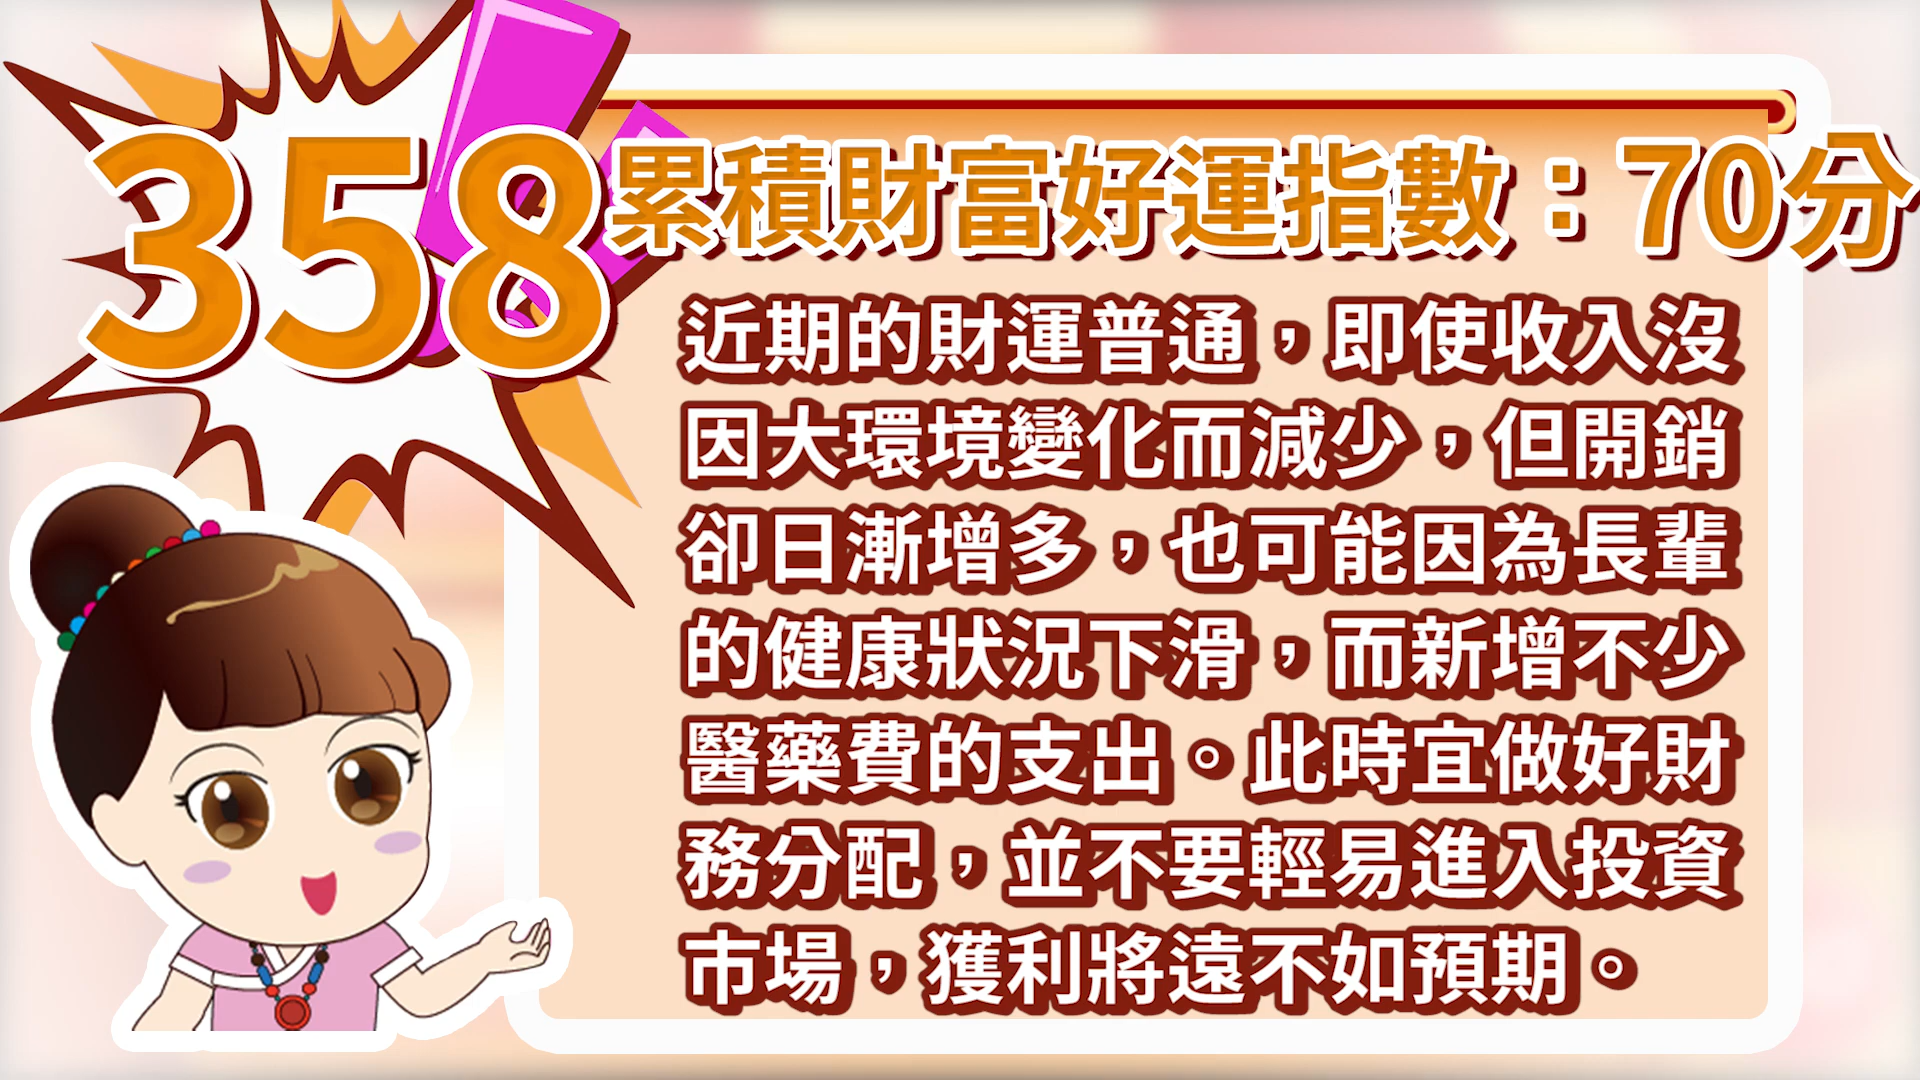 358
累積財富好運指數：70分
近期的財運普通，即使收入沒
因大環境變化而減少，但開銷
卻日漸增多，也可能因為長輩
的健康狀況下滑，而新增不少
醫藥費的支出。此時宜做好財
務分配，並不要輕易進入投資
市場，獲利將遠不如預期。